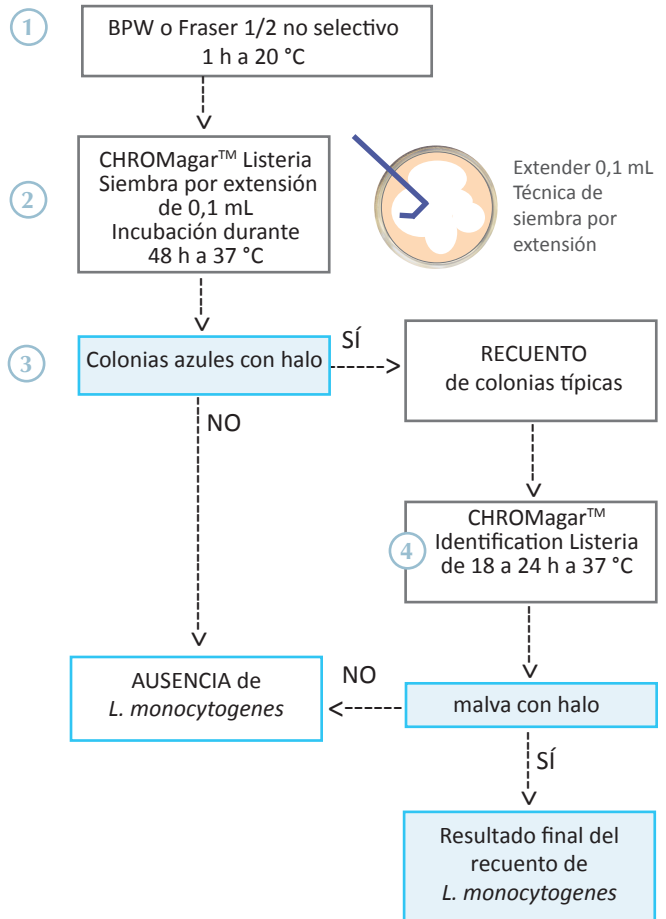 1
BPW o Fraser 1/2 no selectivo
1 h a 20 °C
2
CHROMagar™ Listeria
Siembra por extensión
de 0,1 mL
Incubación durante
48 h a 37 °C
Extender 0,1 mL
Técnica de
siembra por
extensión
3
Colonias azules con halo
SÍ
RECUENTO
de colonias típicas
NO
4
CHROMagar™
Identification Listeria
de 18 a 24 h a 37 °C
AUSENCIA de
L. monocytogenes
NO
malva con halo
SÍ
Resultado final del
recuento de
L. monocytogenes